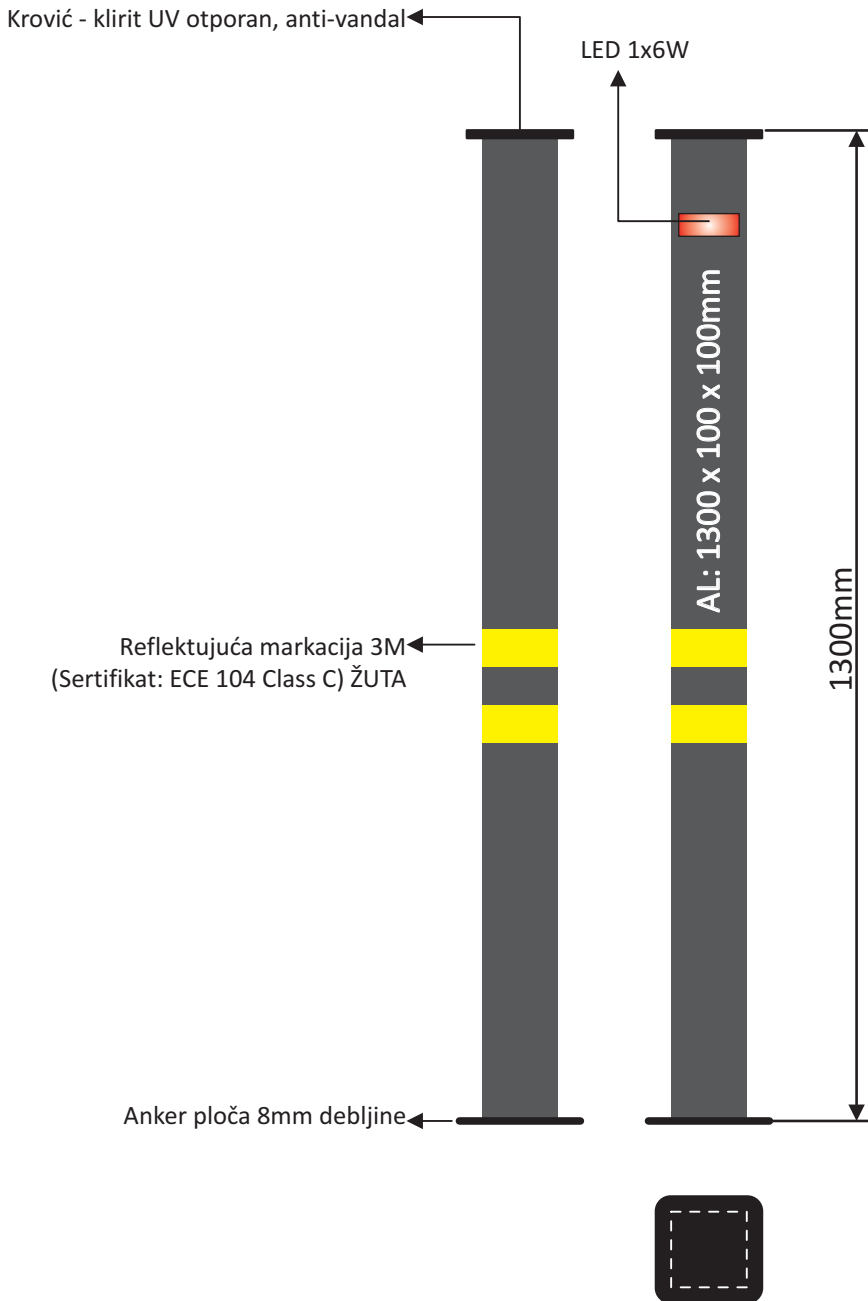 Krović - klirit UV otporan, anti-vandal
LED 1x6W
AL: 1300 x 100 x 100mm
1300mm
Reflektujuća markacija 3M
(Sertifikat: ECE 104 Class C) ŽUTA
Anker ploča 8mm debljine